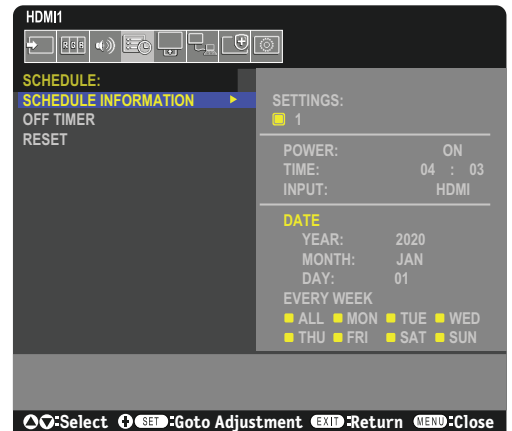 HDMI1
RGB
SCHEDULE:
SCHEDULE INFORMATION
OFF TIMER
RESET
SETTINGS:
1
POWER: ON
TIME: 04 : 03
INPUT: HDMI
DATE
YEAR: 2020
MONTH: JAN
DAY: 01
EVERY WEEK
ALL MON TUE WED
THU FRI SAT SUN
:Select SET :Goto Adjustment EXIT :Return MENU :Close